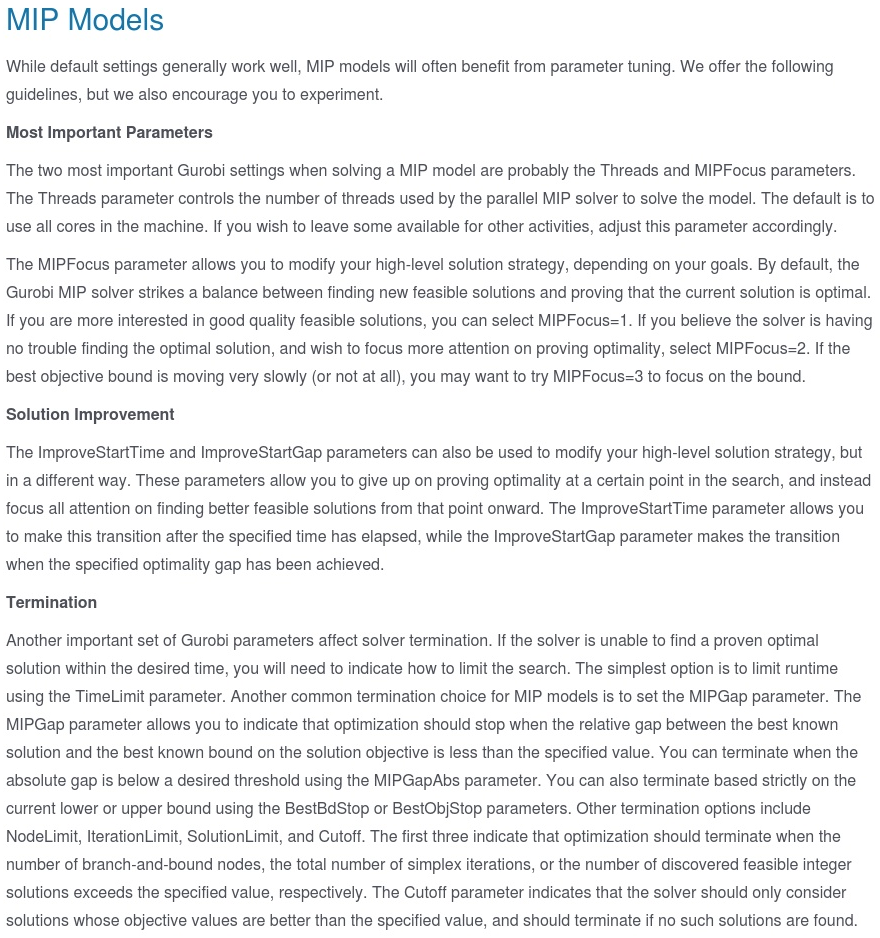 MIP Models
While default settings generally work well, MIP models will often benefit from parameter tuning. We offer the following
guidelines, but we also encourage you to experiment.
Most Important Parameters
The two most important Gurobi settings when solving a MIP model are probably the Threads and MIPFocus parameters.
The Threads parameter controls the number of threads used by the parallel MIP solver to solve the model. The default is to
use all cores in the machine. If you wish to leave some available for other activities, adjust this parameter accordingly.
The MIPFocus parameter allows you to modify your high-level solution strategy, depending on your goals. By default, the
Gurobi MIP solver strikes a balance between finding new feasible solutions and proving that the current solution is optimal.
If you are more interested in good quality feasible solutions, you can select MIPFocus=1. If you believe the solver is having
no trouble finding the optimal solution, and wish to focus more attention on proving optimality, select MIPFocus=2. If the
best objective bound is moving very slowly (or not at all), you may want to try MIPFocus=3 to focus on the bound.
Solution Improvement
The ImproveStartTime and ImproveStartGap parameters can also be used to modify your high-level solution strategy, but
in a different way. These parameters allow you to give up on proving optimality at a certain point in the search, and instead
focus all attention on finding better feasible solutions from that point onward. The ImproveStartTime parameter allows you
to make this transition after the specified time has elapsed, while the ImproveStartGap parameter makes the transition
when the specified optimality gap has been achieved.
Termination
Another important set of Gurobi parameters affect solver termination. If the solver is unable to find a proven optimal
solution within the desired time, you will need to indicate how to limit the search. The simplest option is to limit runtime
using the TimeLimit parameter. Another common termination choice for MIP models is to set the MIPGap parameter. The
MIPGap parameter allows you to indicate that optimization should stop when the relative gap between the best known
solution and the best known bound on the solution objective is less than the specified value. You can terminate when the
absolute gap is below a desired threshold using the MIPGapAbs parameter. You can also terminate based strictly on the
current lower or upper bound using the BestBdStop or BestObjStop parameters. Other termination options include
NodeLimit, IterationLimit, SolutionLimit, and Cutoff. The first three indicate that optimization should terminate when the
number of branch-and-bound nodes, the total number of simplex iterations, or the number of discovered feasible integer
solutions exceeds the specified value, respectively. The Cutoff parameter indicates that the solver should only consider
solutions whose objective values are better than the specified value, and should terminate if no such solutions are found.